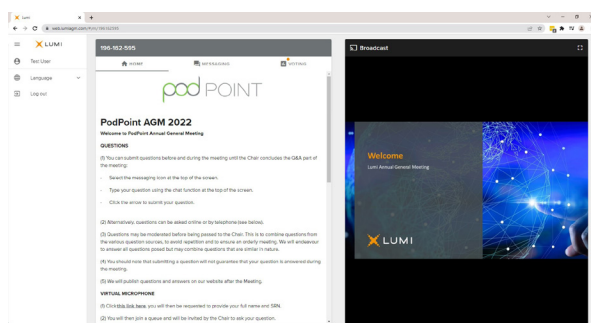 Lumi
web.lumiagm.com/#/m/196162595
LUMI
Test User
Language
Log out
196-162-595
HOME
MESSAGING
VOTING
pod POINT
PodPoint AGM 2022
Welcome to PodPoint Annual General Meeting
QUESTIONS
(1) You can submit questions before and during the meeting until the Chair concludes the Q&A part of
the meeting:
- Select the messaging icon at the top of the screen.
- Type your question using the chat function at the top of the screen.
- Click the arrow to submit your question.
(2) Alternatively, questions can be asked online or by telephone (see below).
(3) Questions may be moderated before being passed to the Chair. This is to combine questions from
the various question sources, to avoid repetition and to ensure an orderly meeting. We will endeavour
to answer all questions posed but may combine questions that are similar in nature.
(4) You should note that submitting a question will not guarantee that your question is answered during
the meeting.
(5) We will publish questions and answers on our website after the Meeting.
VIRTUAL MICROPHONE
(1) Click this link here, you will then be requested to provide your full name and SRN.
(2) You will then join a queue and will be invited by the Chair to ask your question.
Broadcast
Welcome
Lumi Annual General Meeting
LUMI